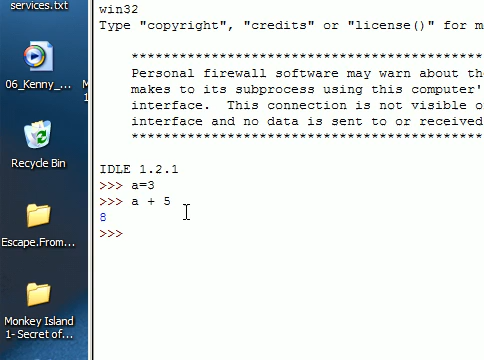 services.txt
06_Kenny_...
Recycle Bin
Escape.From...
Monkey Island
1- Secret of...
M
1
win32
Type "copyright", "credits" or "license()" for m
****************************************************
Personal firewall software may warn about the
makes to its subprocess using this computer'
interface. This connection is not visible o
interface and no data is sent to or received
****************************************************
IDLE 1.2.1
>>> a=3
>>> a + 5
8
>>>